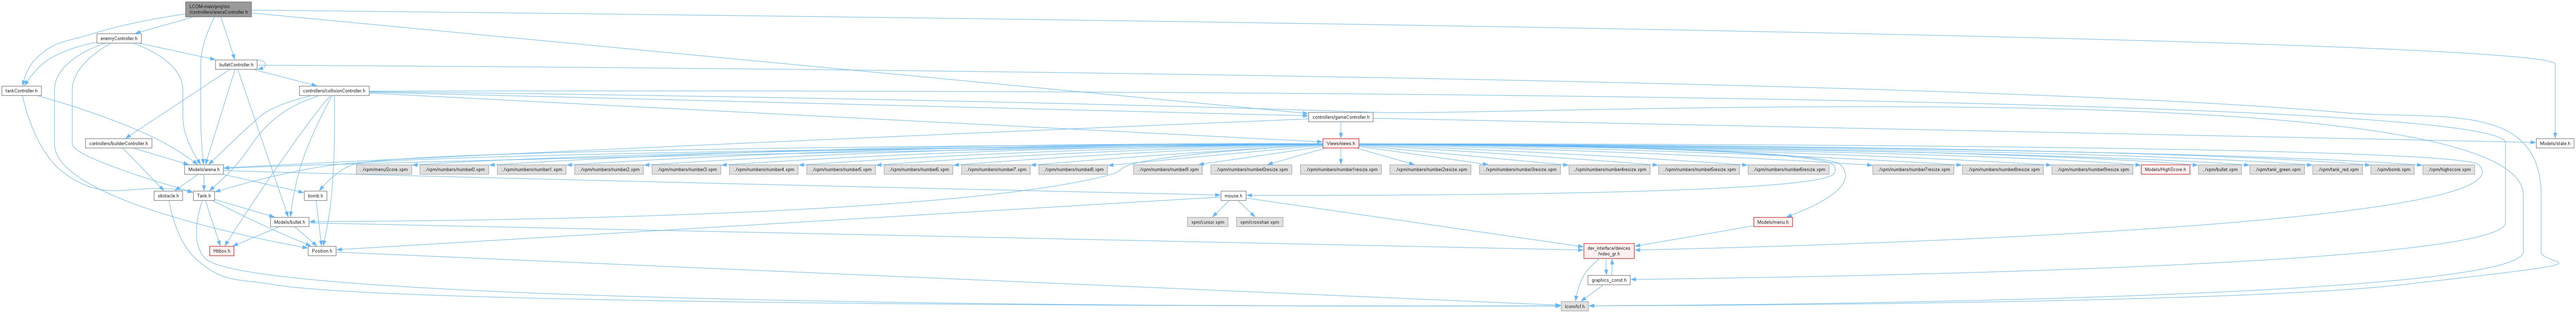 LCOM-main/proj/src
/controllers/arenaController.h
enemyController.h
bulletController.h
tankController.h
controllers/collisionController.h
controllers/gameController.h
controllers/builderController.h
Views/views.h
Models/state.h
Models/arena.h
../xpm/menuScore.xpm
../xpm/numbers/number0.xpm
../xpm/numbers/number1.xpm
../xpm/numbers/number2.xpm
../xpm/numbers/number3.xpm
../xpm/numbers/number4.xpm
../xpm/numbers/number5.xpm
../xpm/numbers/number6.xpm
../xpm/numbers/number7.xpm
../xpm/numbers/number8.xpm
../xpm/numbers/number9.xpm
../xpm/numbers/number0resize.xpm
../xpm/numbers/number1resize.xpm
../xpm/numbers/number2resize.xpm
../xpm/numbers/number3resize.xpm
../xpm/numbers/number4resize.xpm
../xpm/numbers/number5resize.xpm
../xpm/numbers/number6resize.xpm
../xpm/numbers/number7resize.xpm
../xpm/numbers/number8resize.xpm
../xpm/numbers/number9resize.xpm
Models/HighScore.h
../xpm/bullet.xpm
../xpm/tank_green.xpm
../xpm/tank_red.xpm
../xpm/bomb.xpm
../xpm/highscore.xpm
obstacle.h
Tank.h
bomb.h
mouse.h
Models/bullet.h
xpm/cursor.xpm
xpm/crosshair.xpm
Models/menu.h
Hitbox.h
Position.h
dev_interface/devices
/video_gr.h
graphics_const.h
lcom/lcf.h